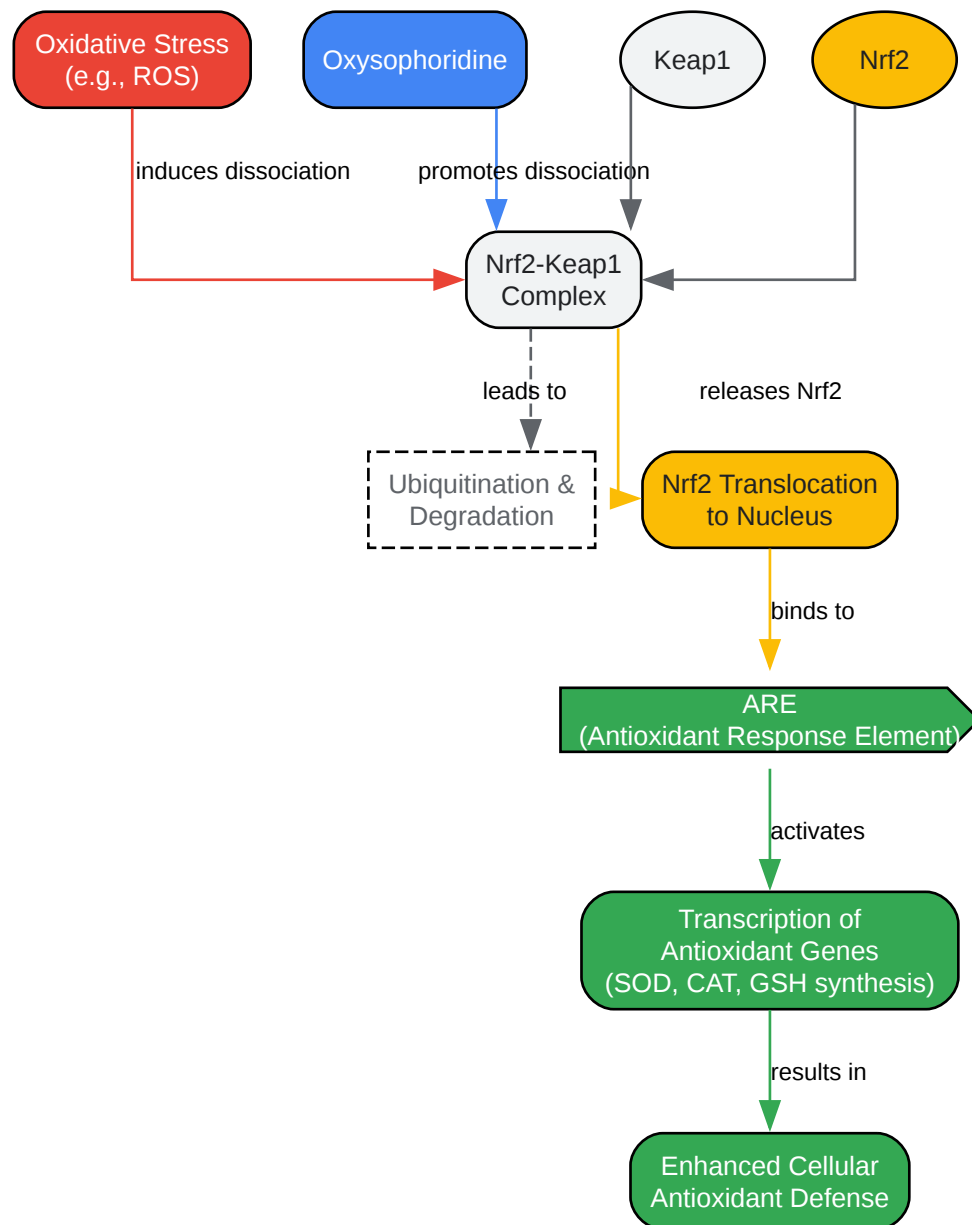 Oxidative Stress
(e.g., ROS)
Oxysophoridine
Keap1
Nrf2
induces dissociation
promotes dissociation
Nrf2-Keap1
Complex
leads to
releases Nrf2
Ubiquitination &
Degradation
Nrf2 Translocation
to Nucleus
binds to
ARE
(Antioxidant Response Element)
activates
Transcription of
Antioxidant Genes
(SOD, CAT, GSH synthesis)
results in
Enhanced Cellular
Antioxidant Defense